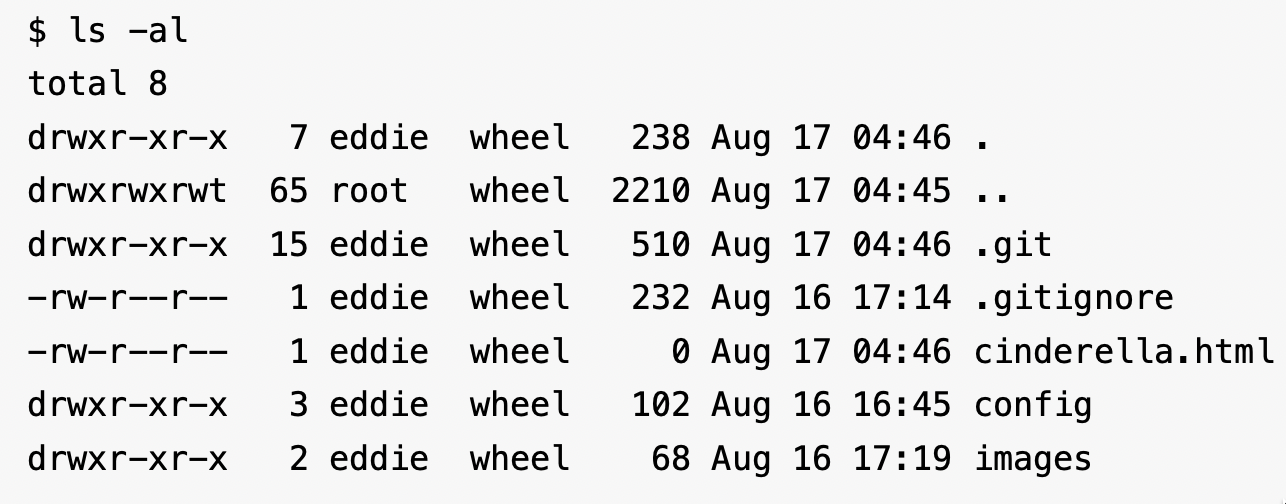 $ ls -al
total 8
drwxr-xr-x   7 eddie  wheel   238 Aug 17 04:46 .
drwxrwxrwt  65 root   wheel  2210 Aug 17 04:45 ..
drwxr-xr-x  15 eddie  wheel   510 Aug 17 04:46 .git
-rw-r--r--   1 eddie  wheel   232 Aug 16 17:14 .gitignore
-rw-r--r--   1 eddie  wheel     0 Aug 17 04:46 cinderella.html
drwxr-xr-x   3 eddie  wheel   102 Aug 16 16:45 config
drwxr-xr-x   2 eddie  wheel    68 Aug 16 17:19 images